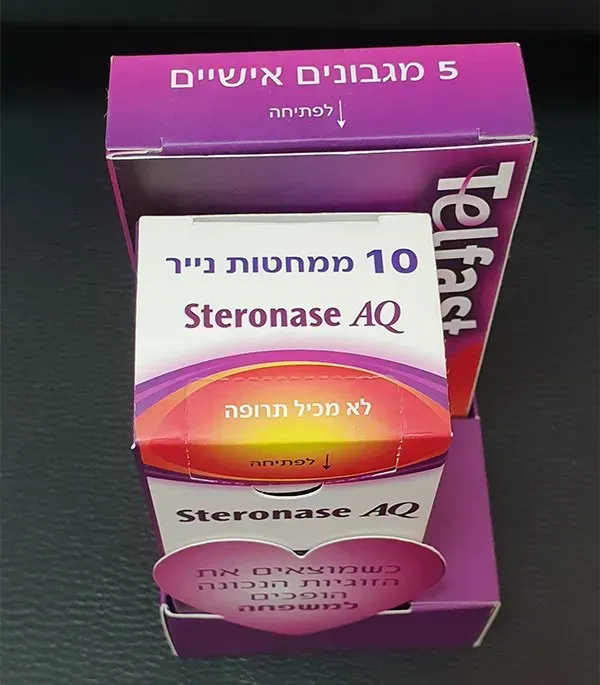 5 מגבונים אישיים
לפתיחה
Telfast
10 ממחטות נייר
Steronase AQ
לא מכיל תרופה
לפתיחה
Steronase AQ
כשמוצאים את
הזוגיות הנכונה
הופכים
למשפחה